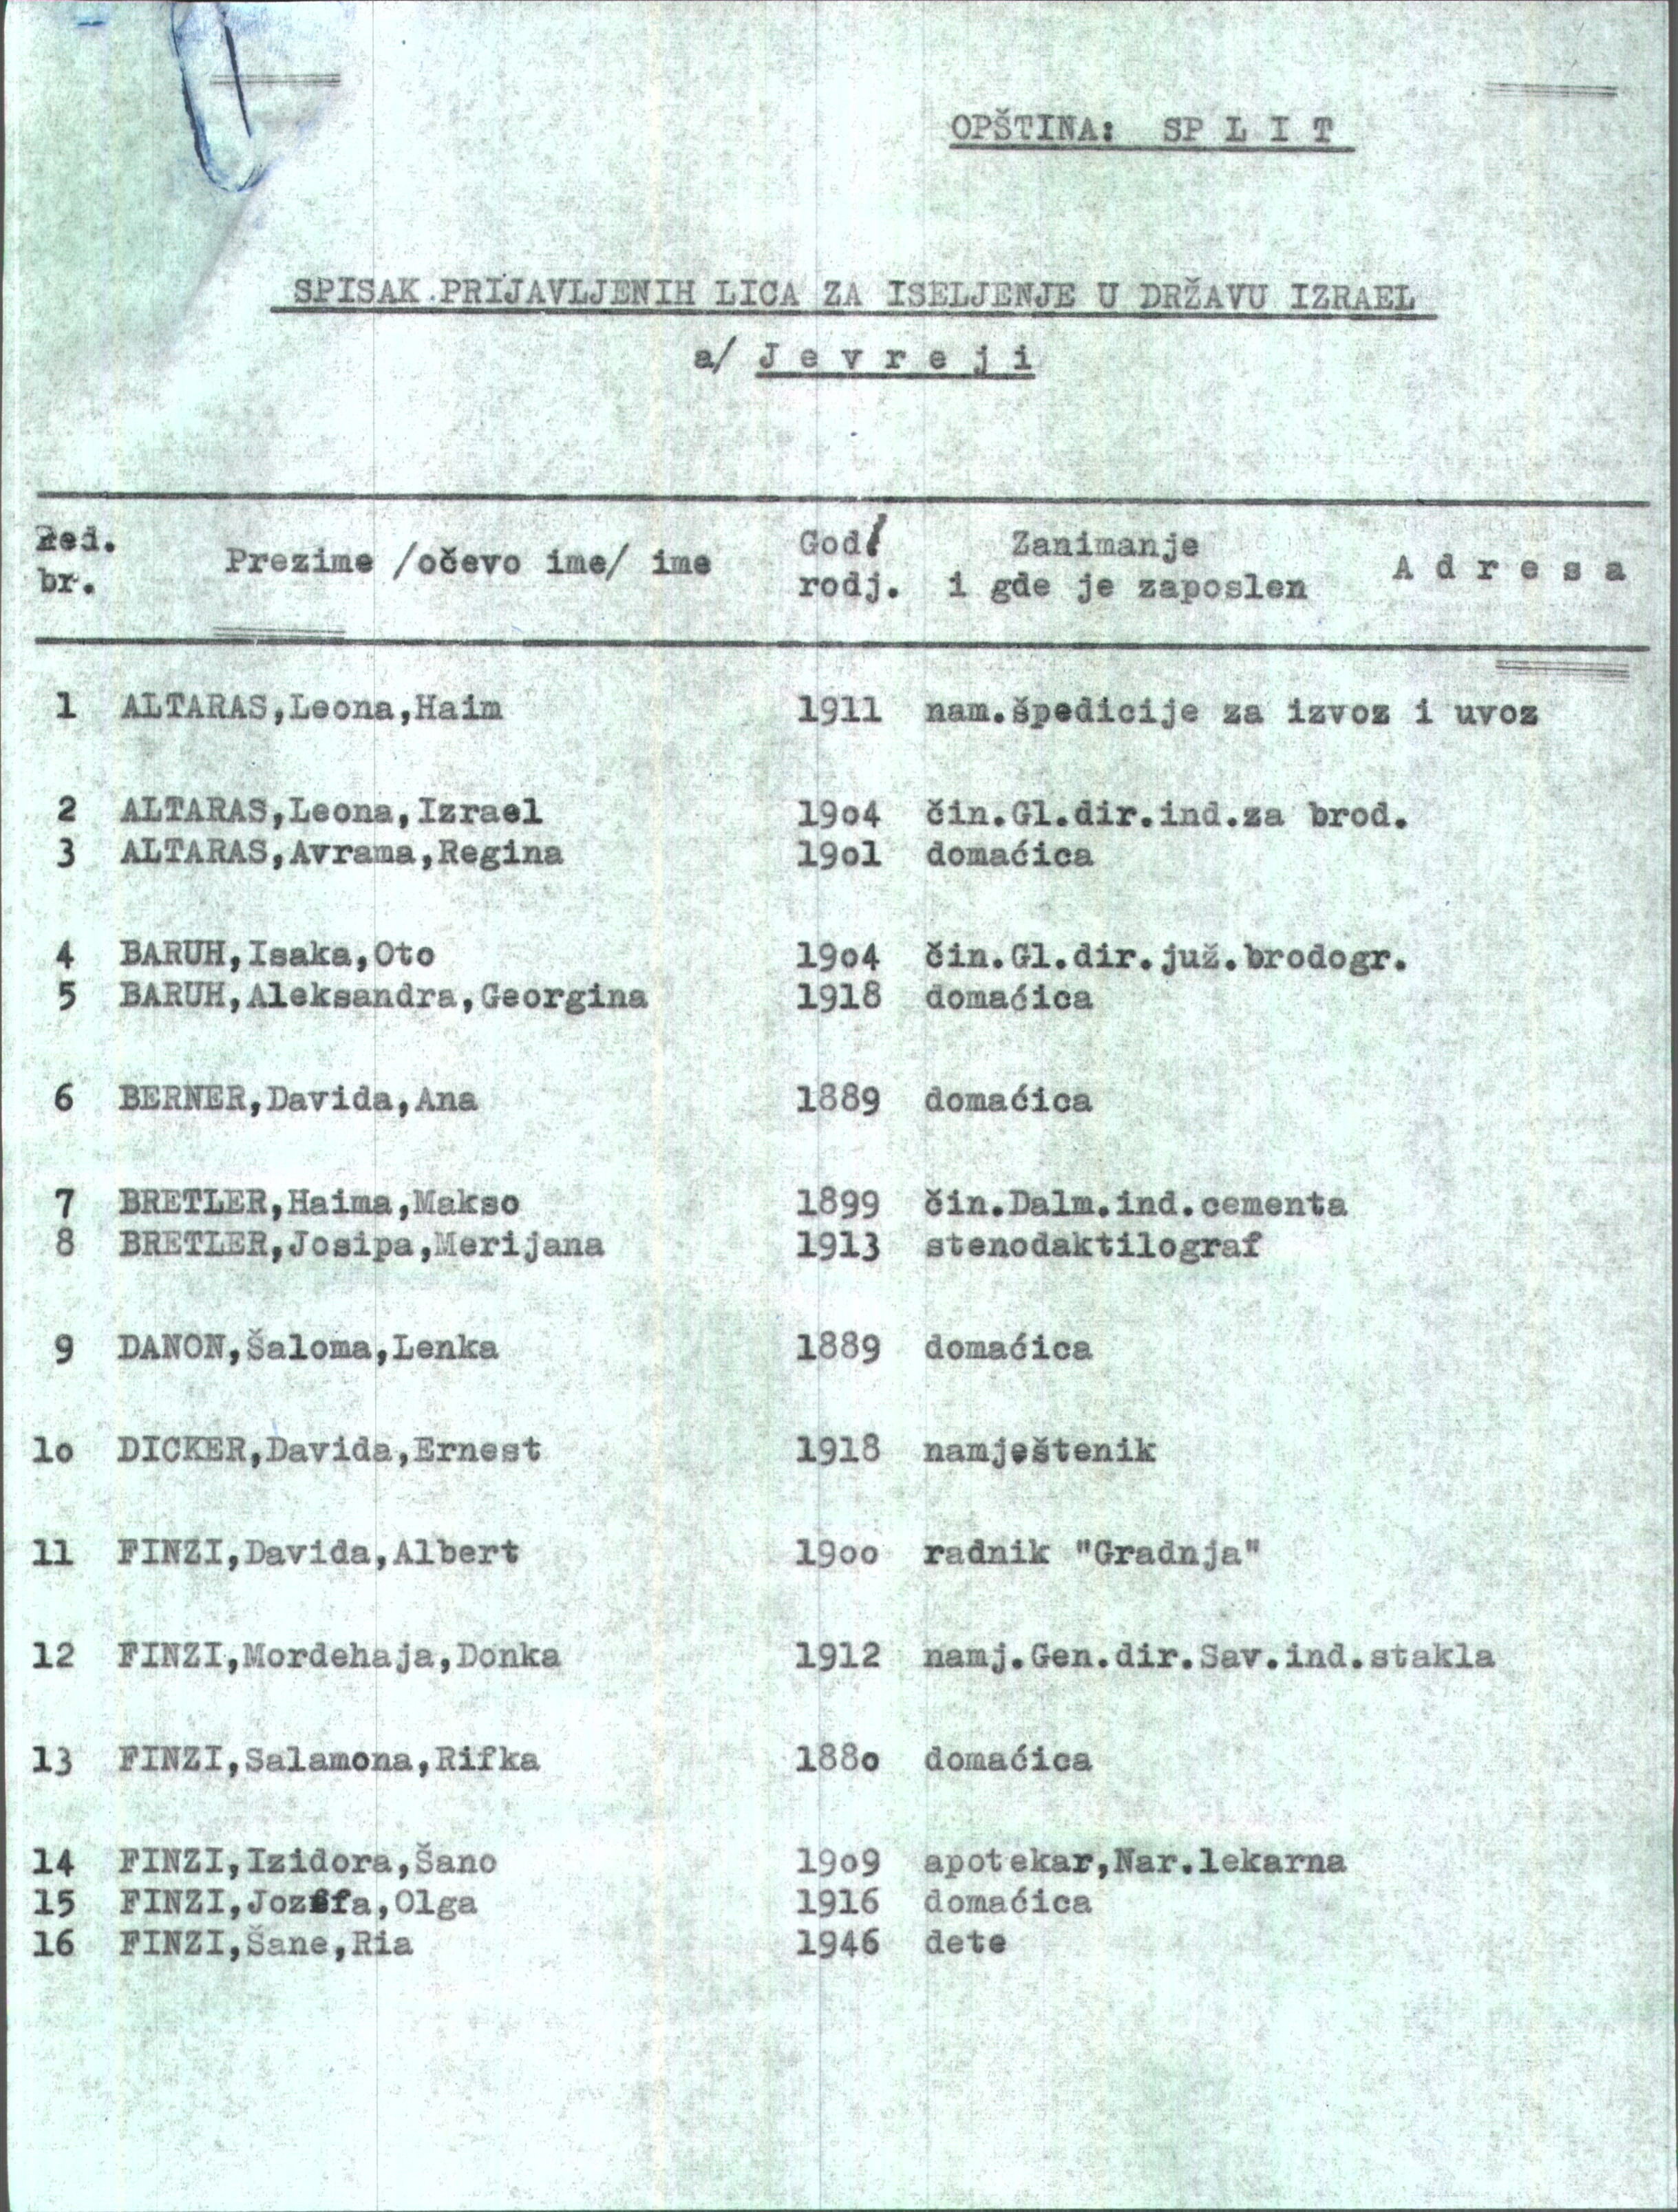 OPŠTINA: SP L I T
SPISAK PRIJAVLJENIH LICA ZA ISELJENJE U DRŽAVU IZRAEL
a/ J e v r e j i
Red. br. Prezime /očevo ime/ ime God. rodj. Zanimanje i gde je zaposlen A d r e s a
1 ALTARAS,Leona,Haim 1911 nam.špedicije za izvoz i uvoz
2 ALTARAS,Leona,Izrael 19o4 čin.Gl.dir.ind.za brod.
3 ALTARAS,Avrama,Regina 19ol domaćica
4 BARUH,Isaka,Oto 19o4 čin.Gl.dir.juž.brodogr.
5 BARUH,Aleksandra,Georgina 1918 domaćica
6 BERNER,Davida,Ana 1889 domaćica
7 BRETLER,Haima,Makso 1899 čin.Dalm.ind.cementa
8 BRETLER,Josipa,Merijana 1913 stenodaktilograf
9 DANON,Šaloma,Lenka 1889 domaćica
lo DICKER,Davida,Ernest 1918 namještenik
11 FINZI,Davida,Albert 19oo radnik "Gradnja"
12 FINZI,Mordehaja,Donka 1912 namj.Gen.dir.Sav.ind.stakla
13 FINZI,Salamona,Rifka 188o domaćica
14 FINZI,Izidora,Šano 19o9 apotekar,Nar.lekarna
15 FINZI,Jozefa,Olga 1916 domaćica
16 FINZI,Šane,Ria 1946 dete